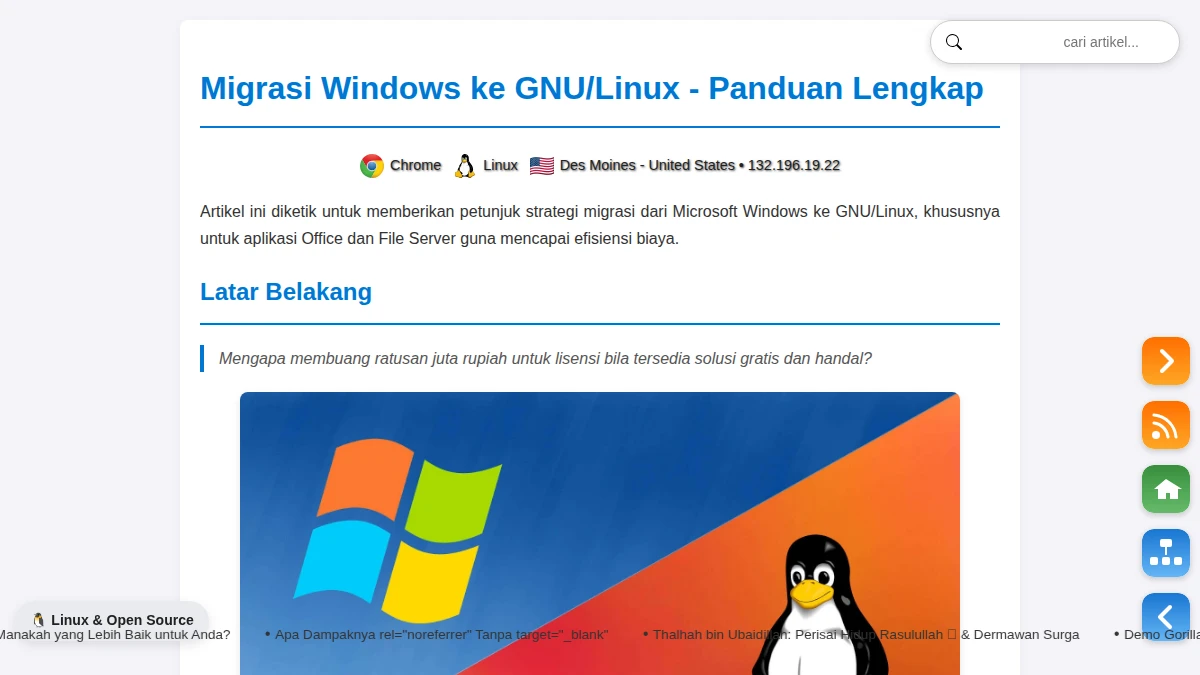 cari artikel...
Migrasi Windows ke GNU/Linux - Panduan Lengkap
Chrome Linux Des Moines - United States • 132.196.19.22
Artikel ini diketik untuk memberikan petunjuk strategi migrasi dari Microsoft Windows ke GNU/Linux, khususnya
untuk aplikasi Office dan File Server guna mencapai efisiensi biaya.
Latar Belakang
Mengapa membuang ratusan juta rupiah untuk lisensi bila tersedia solusi gratis dan handal?
Linux & Open Source
Manakah yang Lebih Baik untuk Anda? • Apa Dampaknya rel="noreferrer" Tanpa target="_blank" • Thalhah bin Ubaidillah: Perisai Hidup Rasulullah & Dermawan Surga • Demo Gorilla